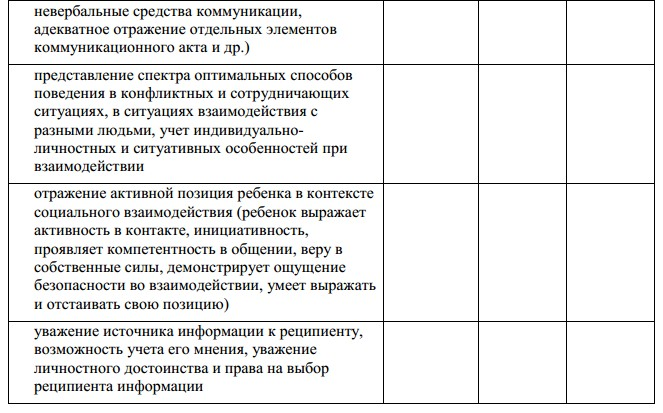 невербальные средства коммуникации,
адекватное отражение отдельных элементов
коммуникационного акта и др.)
представление спектра оптимальных способов
поведения в конфликтных и сотрудничающих
ситуациях, в ситуациях взаимодействия с
разными людьми, учет индивидуально-
личностных и ситуативных особенностей при
взаимодействии
отражение активной позиция ребенка в контексте
социального взаимодействия (ребенок выражает
активность в контакте, инициативность,
проявляет компетентность в общении, веру в
собственные силы, демонстрирует ощущение
безопасности во взаимодействии, умеет выражать
и отстаивать свою позицию)
уважение источника информации к реципиенту,
возможность учета его мнения, уважение
личностного достоинства и права на выбор
реципиента информации